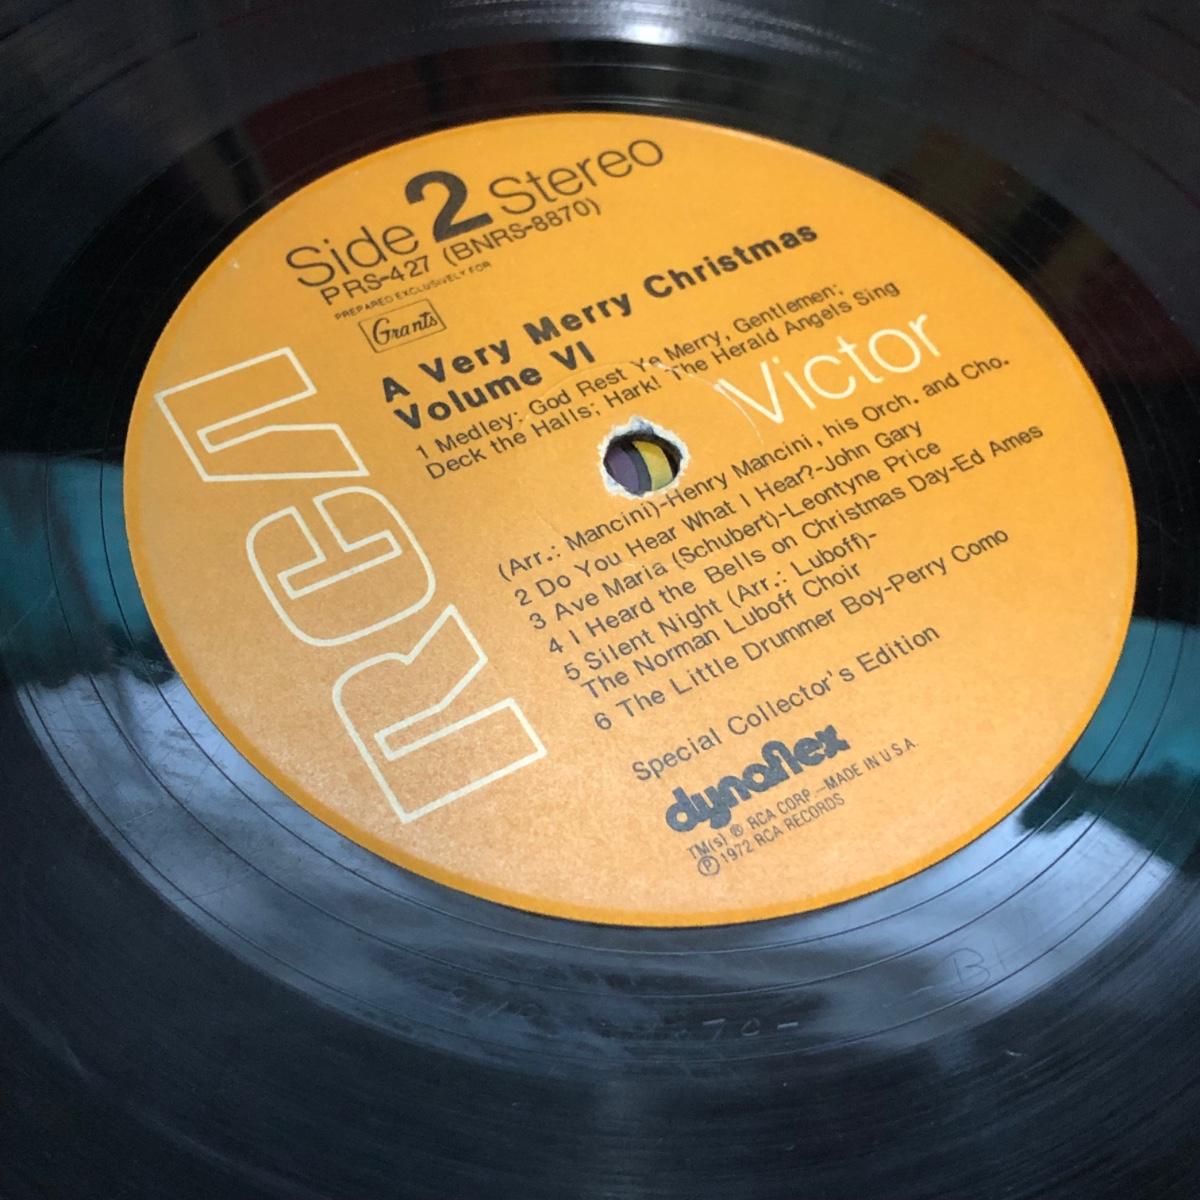 Side 2 Stereo
PRS-427 (BNRS-8870)
PREPARED EXCLUSIVELY FOR
Grants
A Very Merry Christmas
Volume VI
1 Medley: God Rest Ye Merry, Gentlemen;
Deck the Halls; Hark! The Herald Angels Sing
(Arr.: Mancini)-Henry Mancini, his Orch. and Cho.
2 Do You Hear What I Hear?-John Gary
3 Ave Maria (Schubert)-Leontyne Price
4 I Heard the Bells on Christmas Day-Ed Ames
5 Silent Night (Arr.: Luboff)-
The Norman Luboff Choir
6 The Little Drummer Boy-Perry Como
Special Collector's Edition
dynaflex
TM(s) ® RCA CORP.—MADE IN U.S.A.
℗ 1972 RCA RECORDS
RCA
Victor